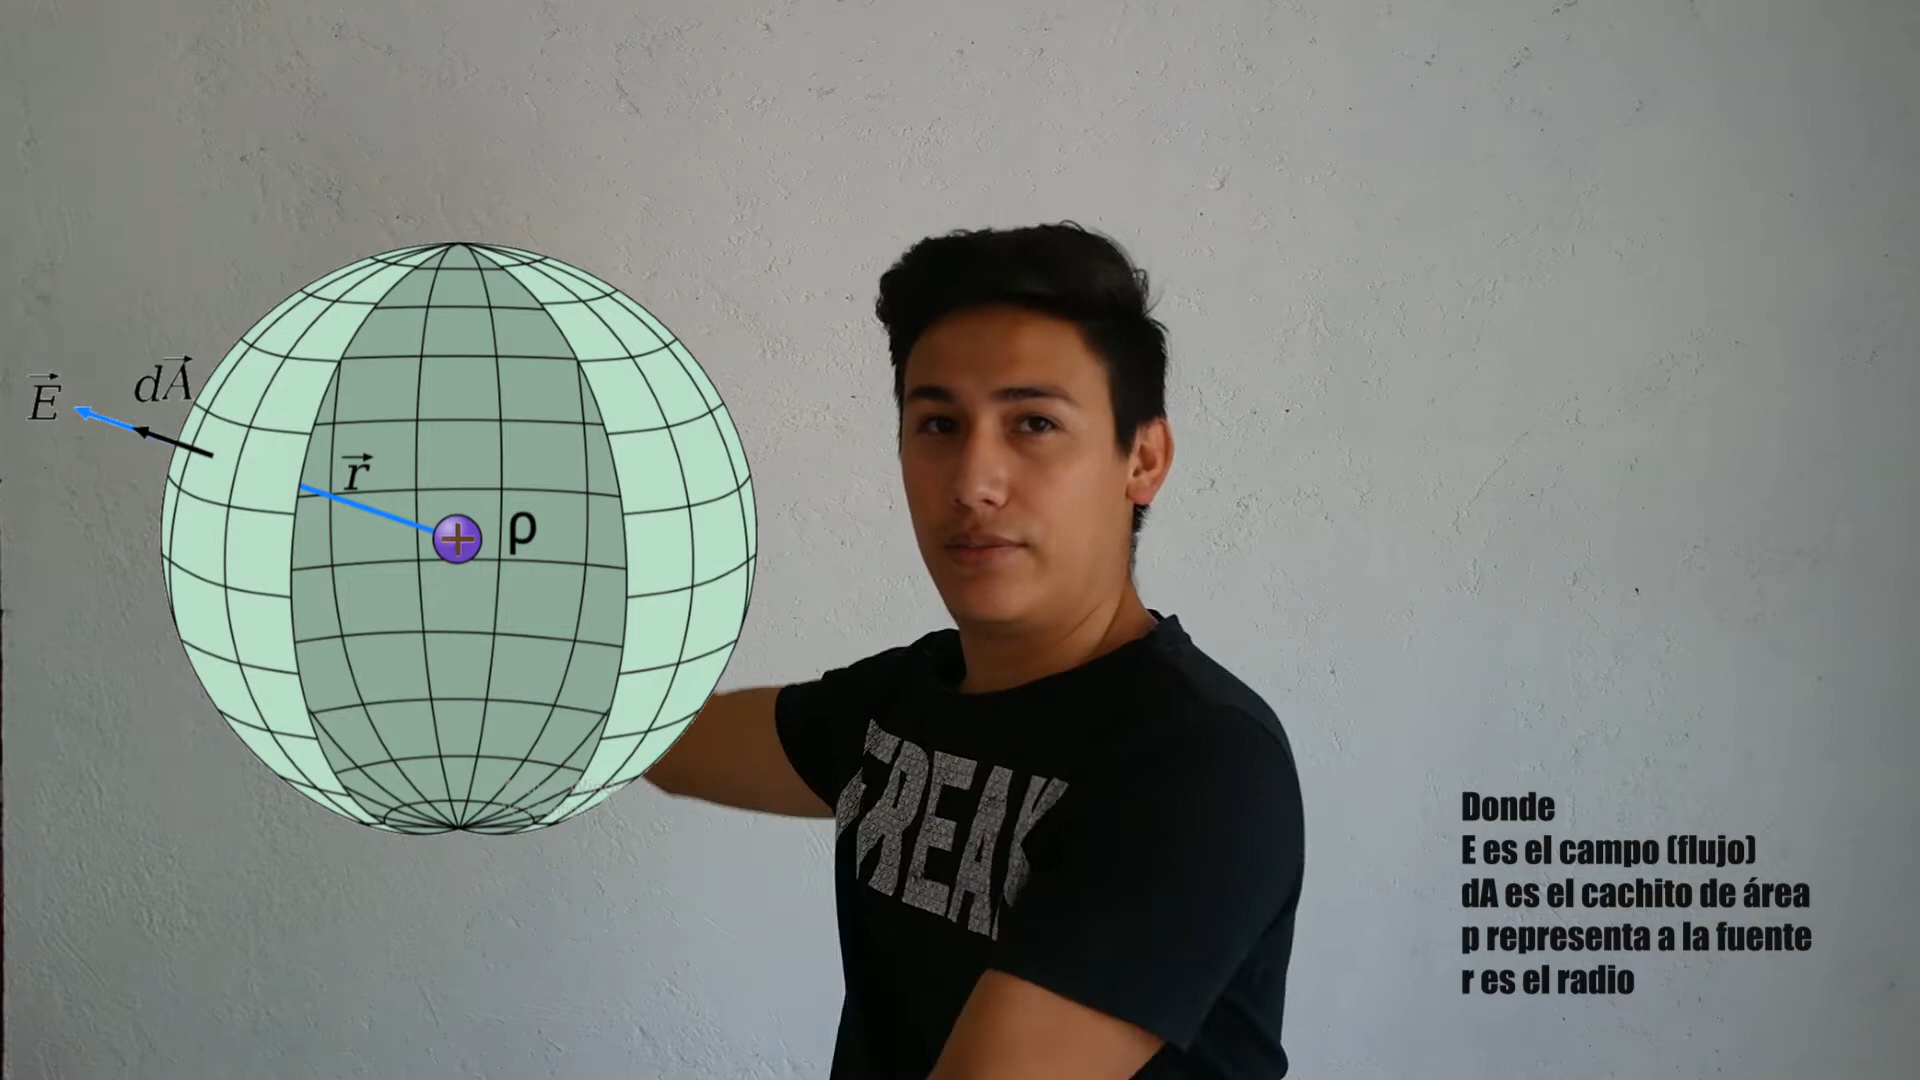 E
dA
r
ρ
FREAK
Donde
E es el campo (flujo)
dA es el cachito de área
p representa a la fuente
r es el radio